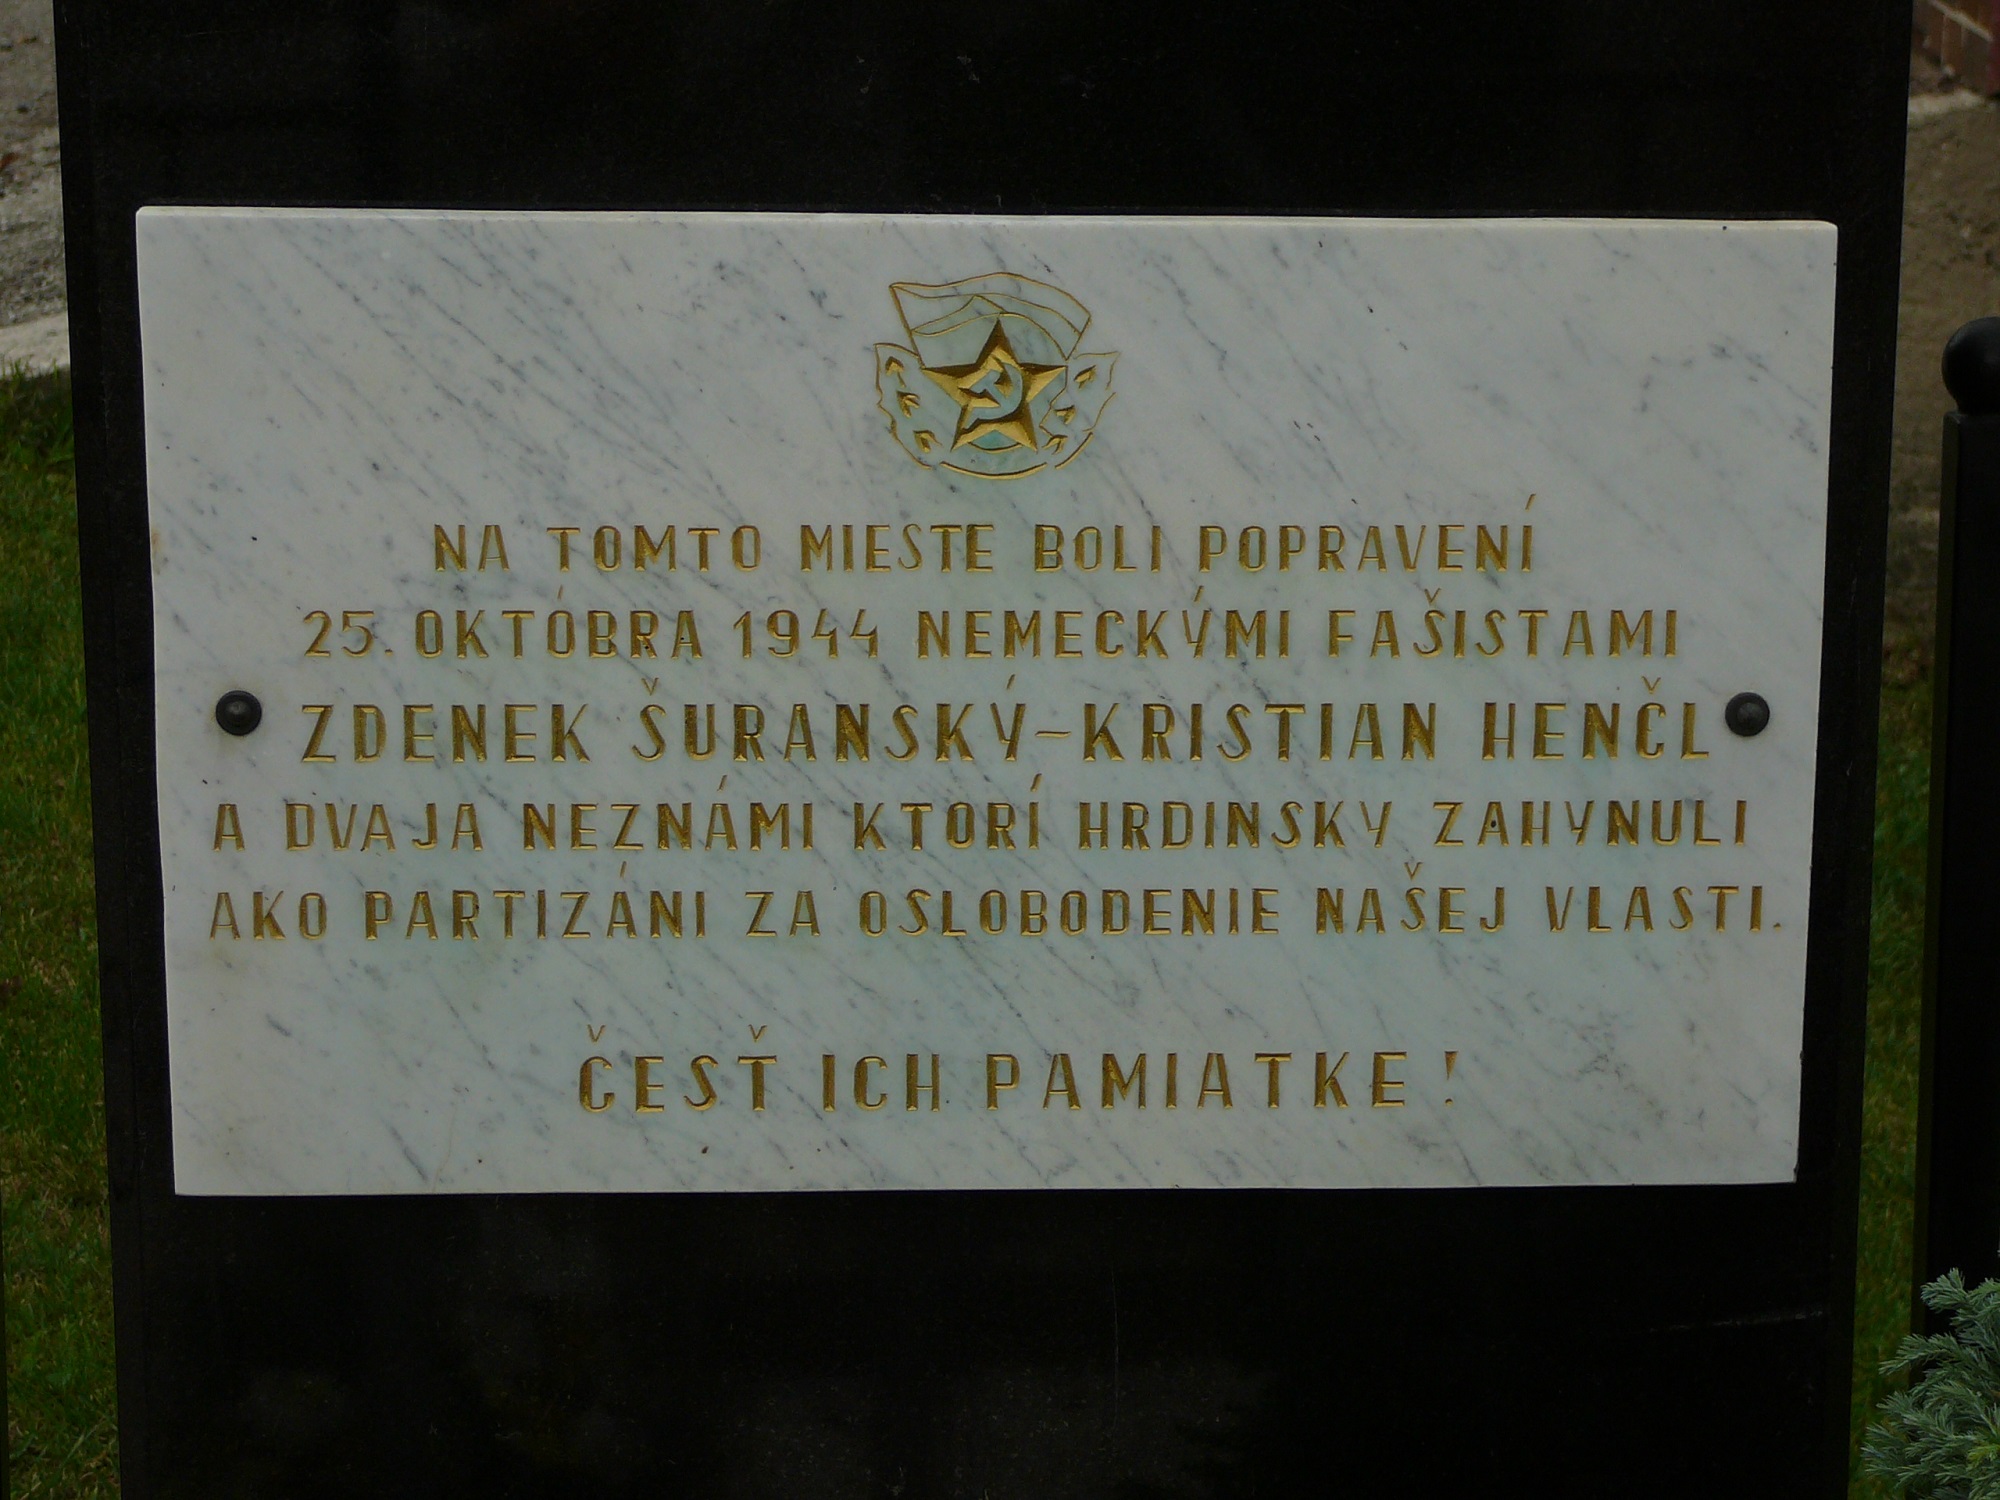 NA TOMTO MIESTE BOLI POPRAVENÍ
25. OKTÓBRA 1944 NEMECKÝMI FAŠISTAMI
ZDENEK ŠURANSKÝ-KRISTIAN HENČL
A DVAJA NEZNÁMI KTORÍ HRDINSKY ZAHYNULI
AKO PARTIZÁNI ZA OSLOBODENIE NAŠEJ VLASTI.
ČESŤ ICH PAMIATKE!